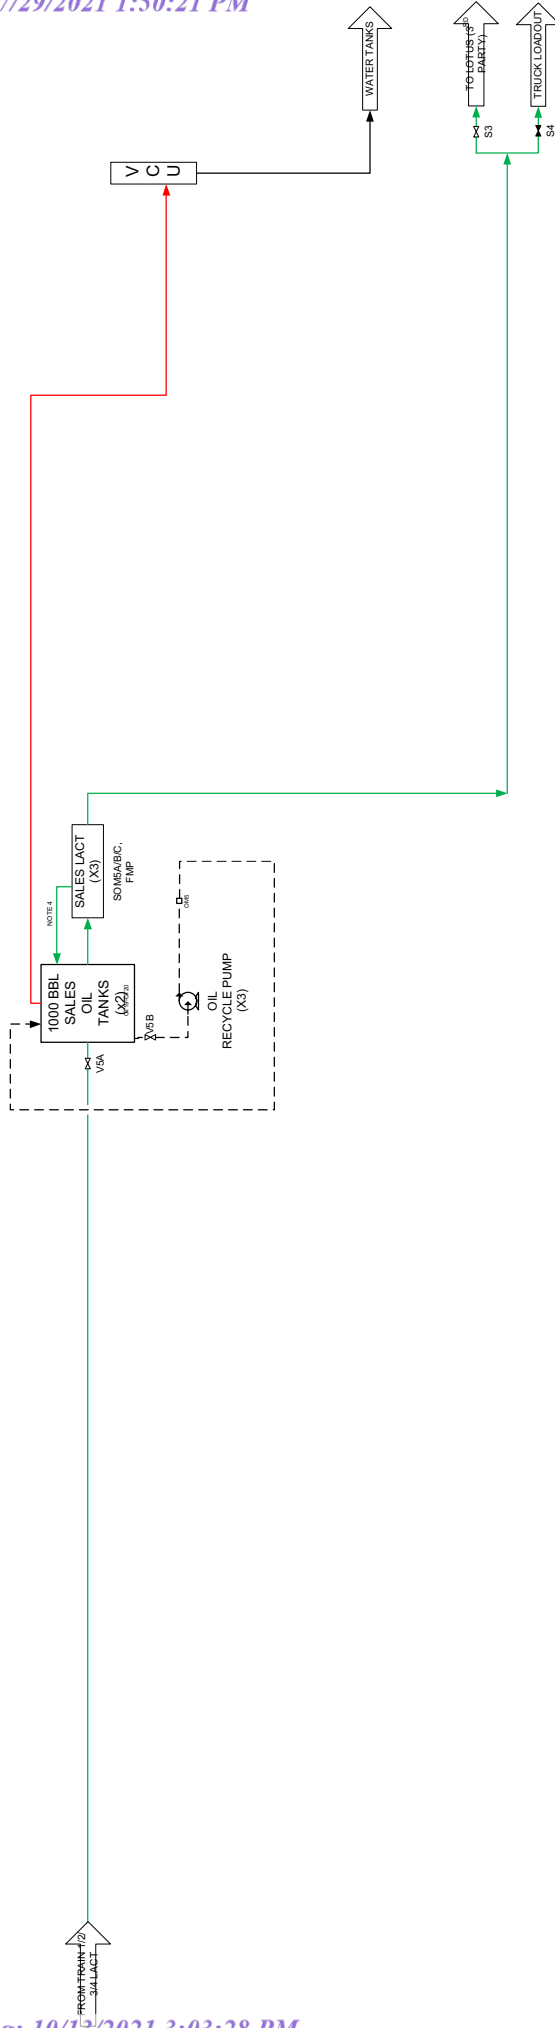 7/29/2021 1:50:21 PM
WATER TANKS
TO LOTUS (3RD
PARTY)
TRUCK LOADOUT
S3
S4
V C U
SALES LACT
(X3)
SOM5A/B/C,
FMP
NOTE 4
1000 BBL
SALES
OIL
TANKS
(x2)
V5A
V5B
OM5
OIL
RECYCLE PUMP
(X3)
FROM TRAIN 1/2/
3/4 LACT
10/13/2021 3:03:28 PM